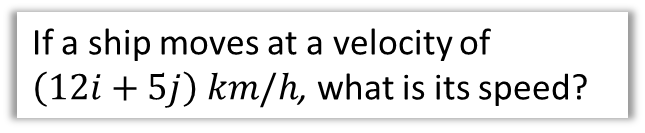 If a ship moves at a velocity of
(12i + 5j) km/h, what is its speed?